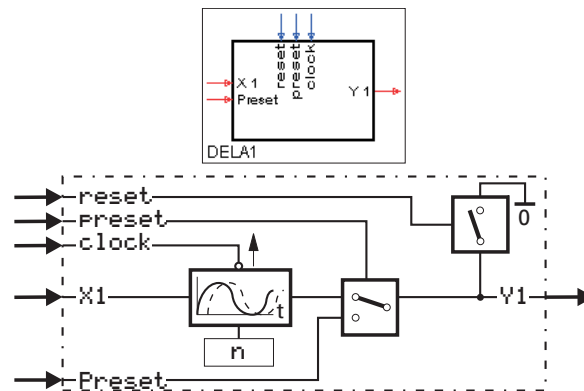 reset
preset
clock
X1
Preset
Y1
DELA1
reset
preset
clock
0
X1
t
Y1
n
Preset